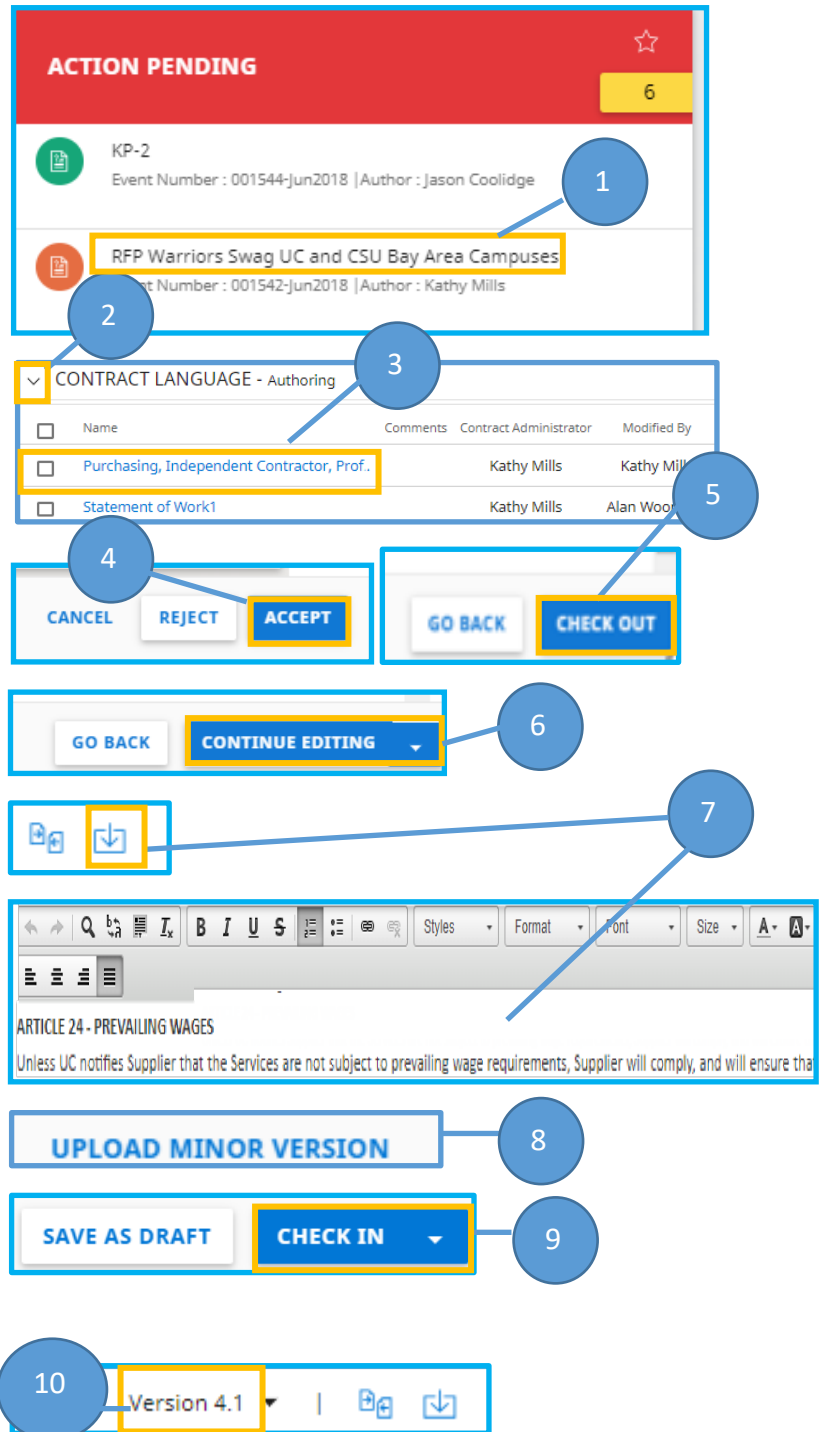 ACTION PENDING
6
KP-2
Event Number : 001544-Jun2018 |Author : Jason Coolidge
1
RFP Warriors Swag UC and CSU Bay Area Campuses
Number : 001542-Jun2018 |Author : Kathy Mills
2
CONTRACT LANGUAGE - Authoring
3
Name Comments Contract Administrator Modified By
Purchasing, Independent Contractor, Prof.. Kathy Mills Kathy Mill
Statement of Work1 Kathy Mills Alan
5
4
CANCEL REJECT ACCEPT
GO BACK CHECK OUT
GO BACK CONTINUE EDITING
6
7
B I U S Styles Format Font Size A A
ARTICLE 24 - PREVAILING WAGES
Unless UC notifies Supplier that the Services are not subject to prevailing wage requirements, Supplier will comply, and will ensure tha
UPLOAD MINOR VERSION
8
SAVE AS DRAFT CHECK IN
9
10
Version 4.1 |